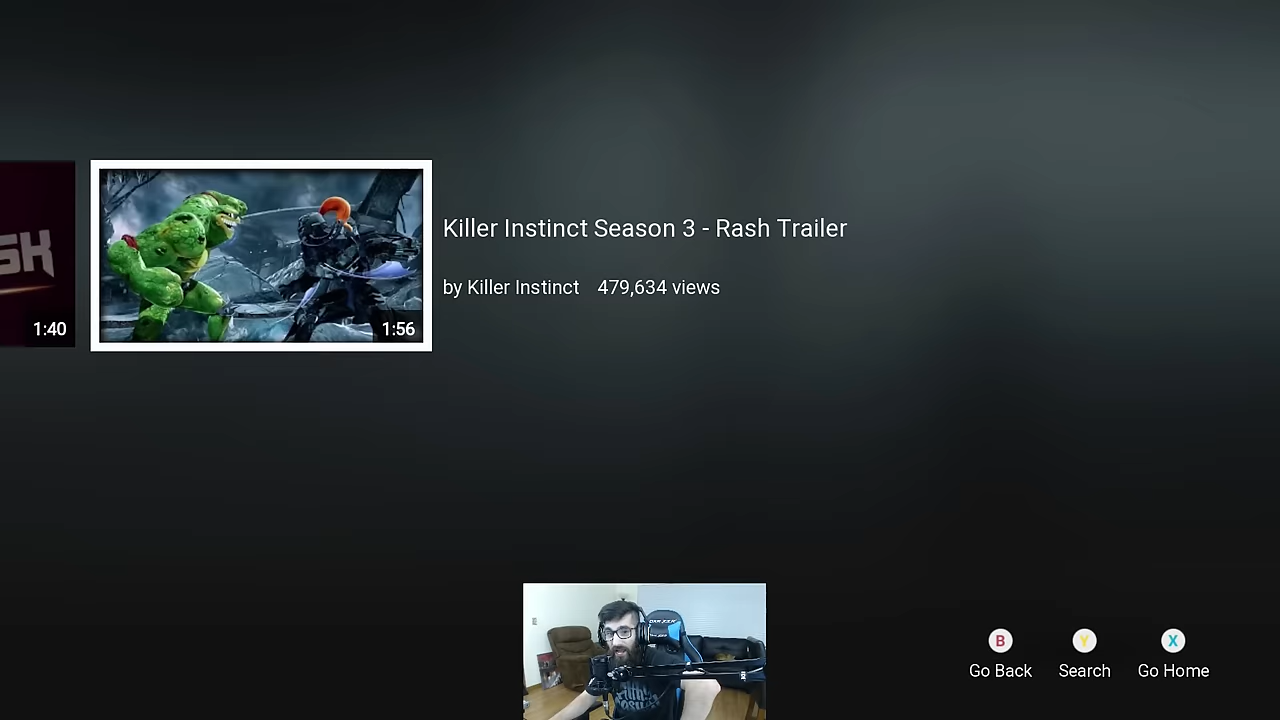 SK
1:40
1:56
Killer Instinct Season 3 - Rash Trailer
by Killer Instinct 479,634 views
B Y X
Go Back Search Go Home